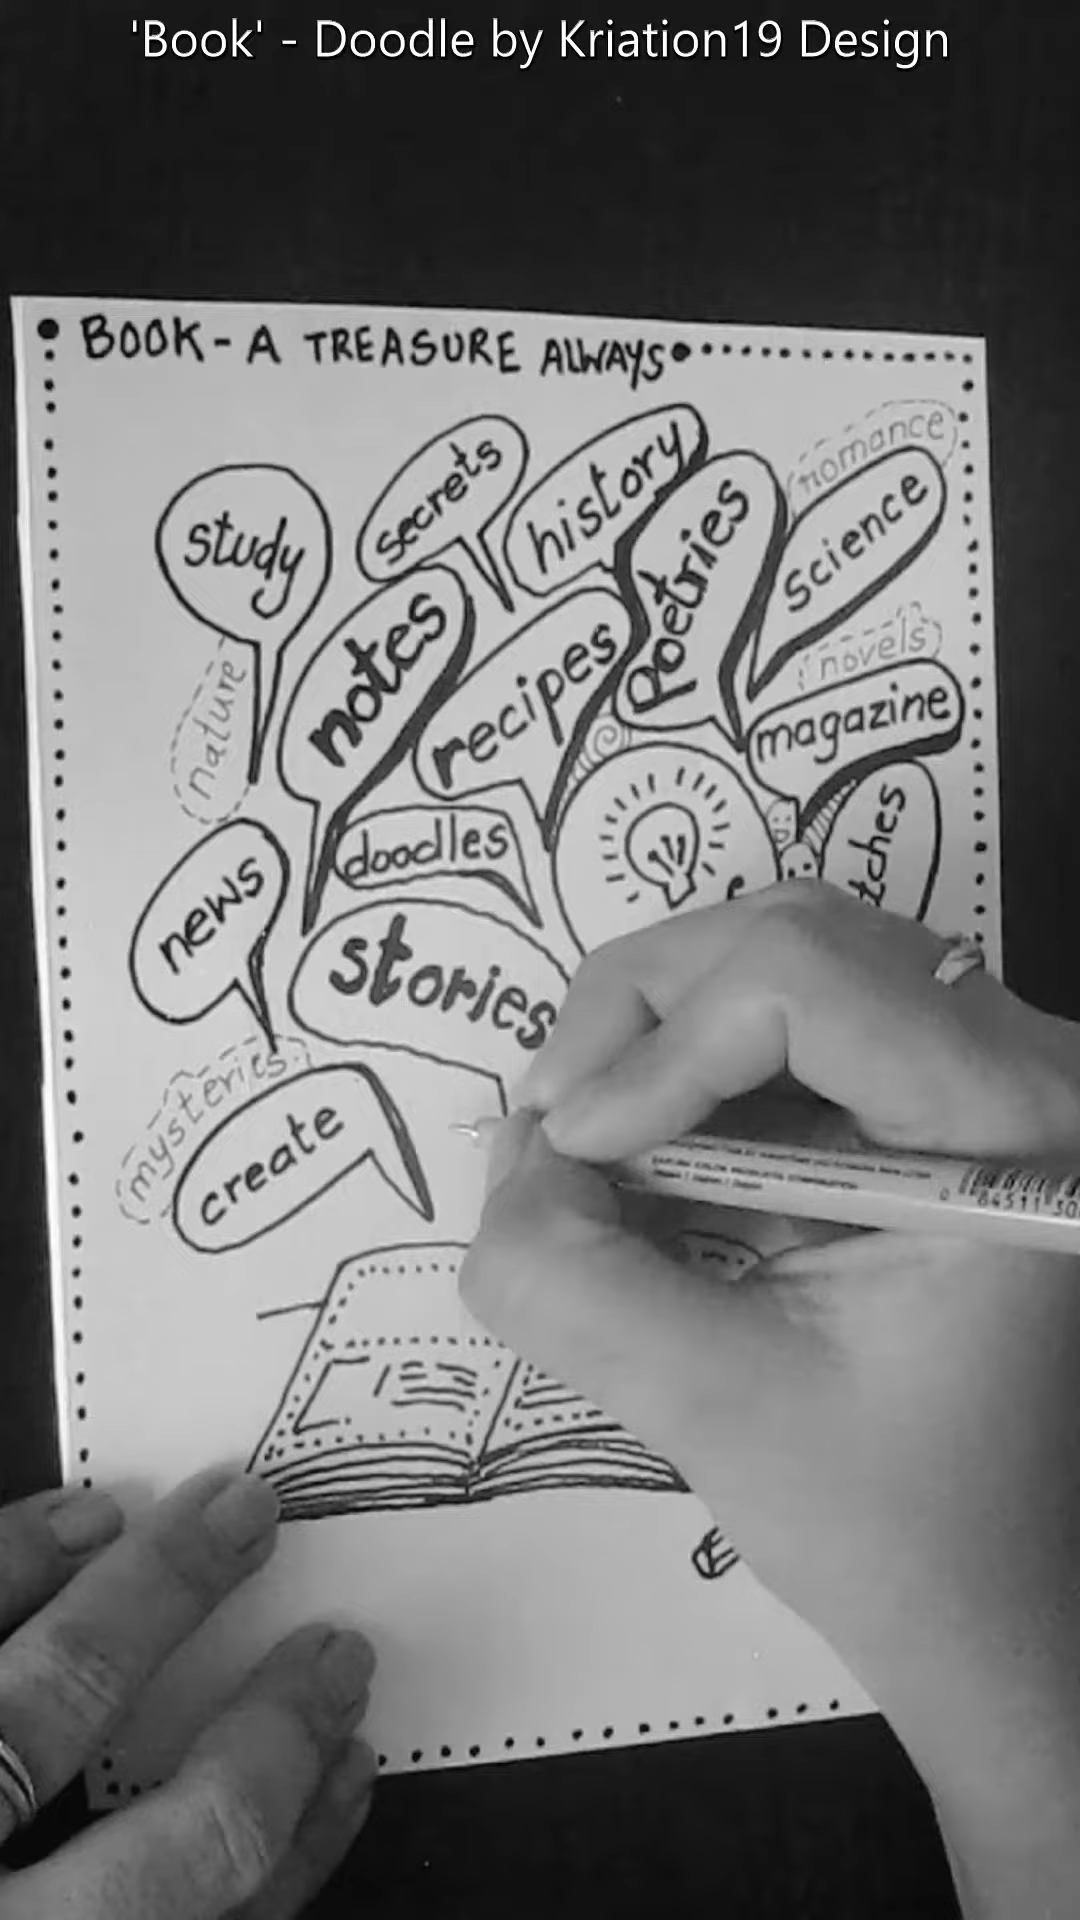 'Book' - Doodle by Kriation19 Design
BOOK - A TREASURE ALWAYS
romance
secrets
history
study
Poetries
science
notes
recipes
novels
nature
magazine
doodles
news
stories
mysteries
create